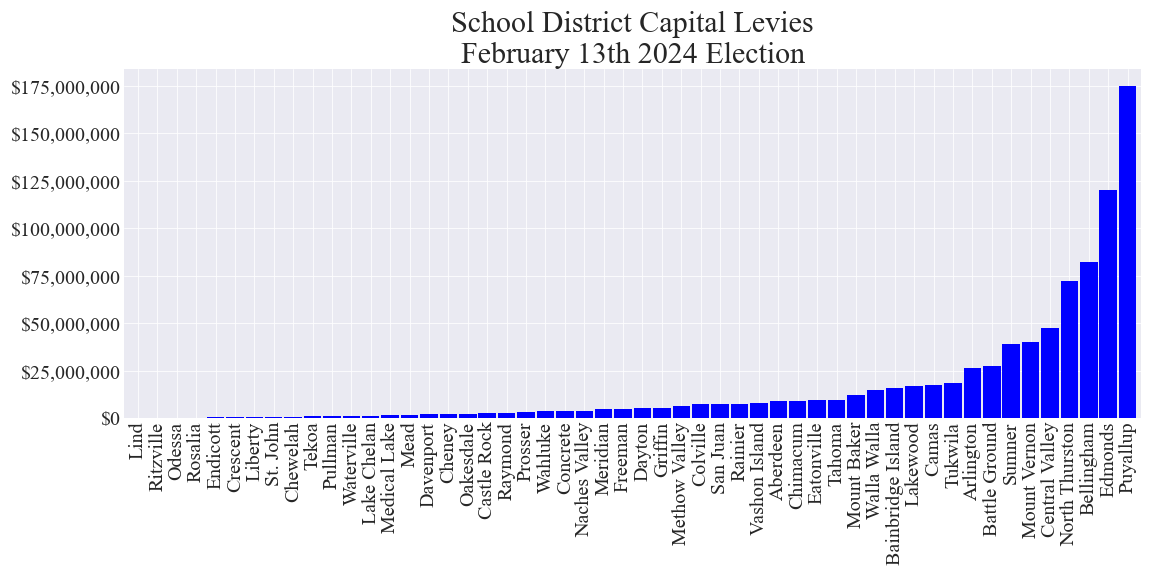 School District Capital Levies
February 13th 2024 Election
$175,000,000
$150,000,000
$125,000,000
$100,000,000
$75,000,000
$50,000,000
$25,000,000
$0
Lind
Ritzville
Odessa
Rosalia
Endicott
Crescent
Liberty
St. John
Chewelah
Tekoa
Pullman
Waterville
Lake Chelan
Medical Lake
Mead
Davenport
Cheney
Oakesdale
Castle Rock
Raymond
Prosser
Wahluke
Concrete
Naches Valley
Meridian
Freeman
Dayton
Griffin
Methow Valley
Colville
San Juan
Rainier
Vashon Island
Aberdeen
Chimacum
Eatonville
Tahoma
Mount Baker
Walla Walla
Bainbridge Island
Lakewood
Camas
Tukwila
Arlington
Battle Ground
Sumner
Mount Vernon
Central Valley
North Thurston
Bellingham
Edmonds
Puyallup